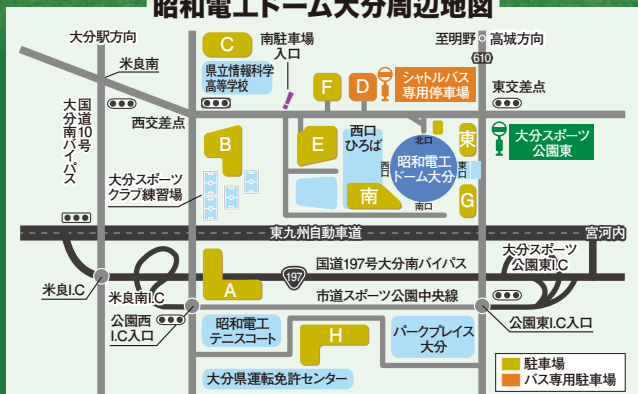 昭和電工ドーム大分周辺地図
大分駅方向
米良南
C
南駐車場
入口
至明野
高城方向
610
県立情報科学
高等学校
F
D
シャトルバス
専用停車場
東交差点
国道10号
大分南バイパス
西交差点
B
E
西口
ひろば
北口
東
大分スポーツ
公園東
西口
昭和電工
ドーム大分
東口
大分スポーツ
クラブ練習場
南
南口
G
東九州自動車道
宮河内
国道197号大分南バイパス
大分スポーツ
公園東I.C
197
米良I.C
米良南I.C
A
市道スポーツ公園中央線
公園西
I.C入口
昭和電工
テニスコート
H
パークプレイス
大分
公園東I.C入口
大分県運転免許センター
駐車場
バス専用駐車場